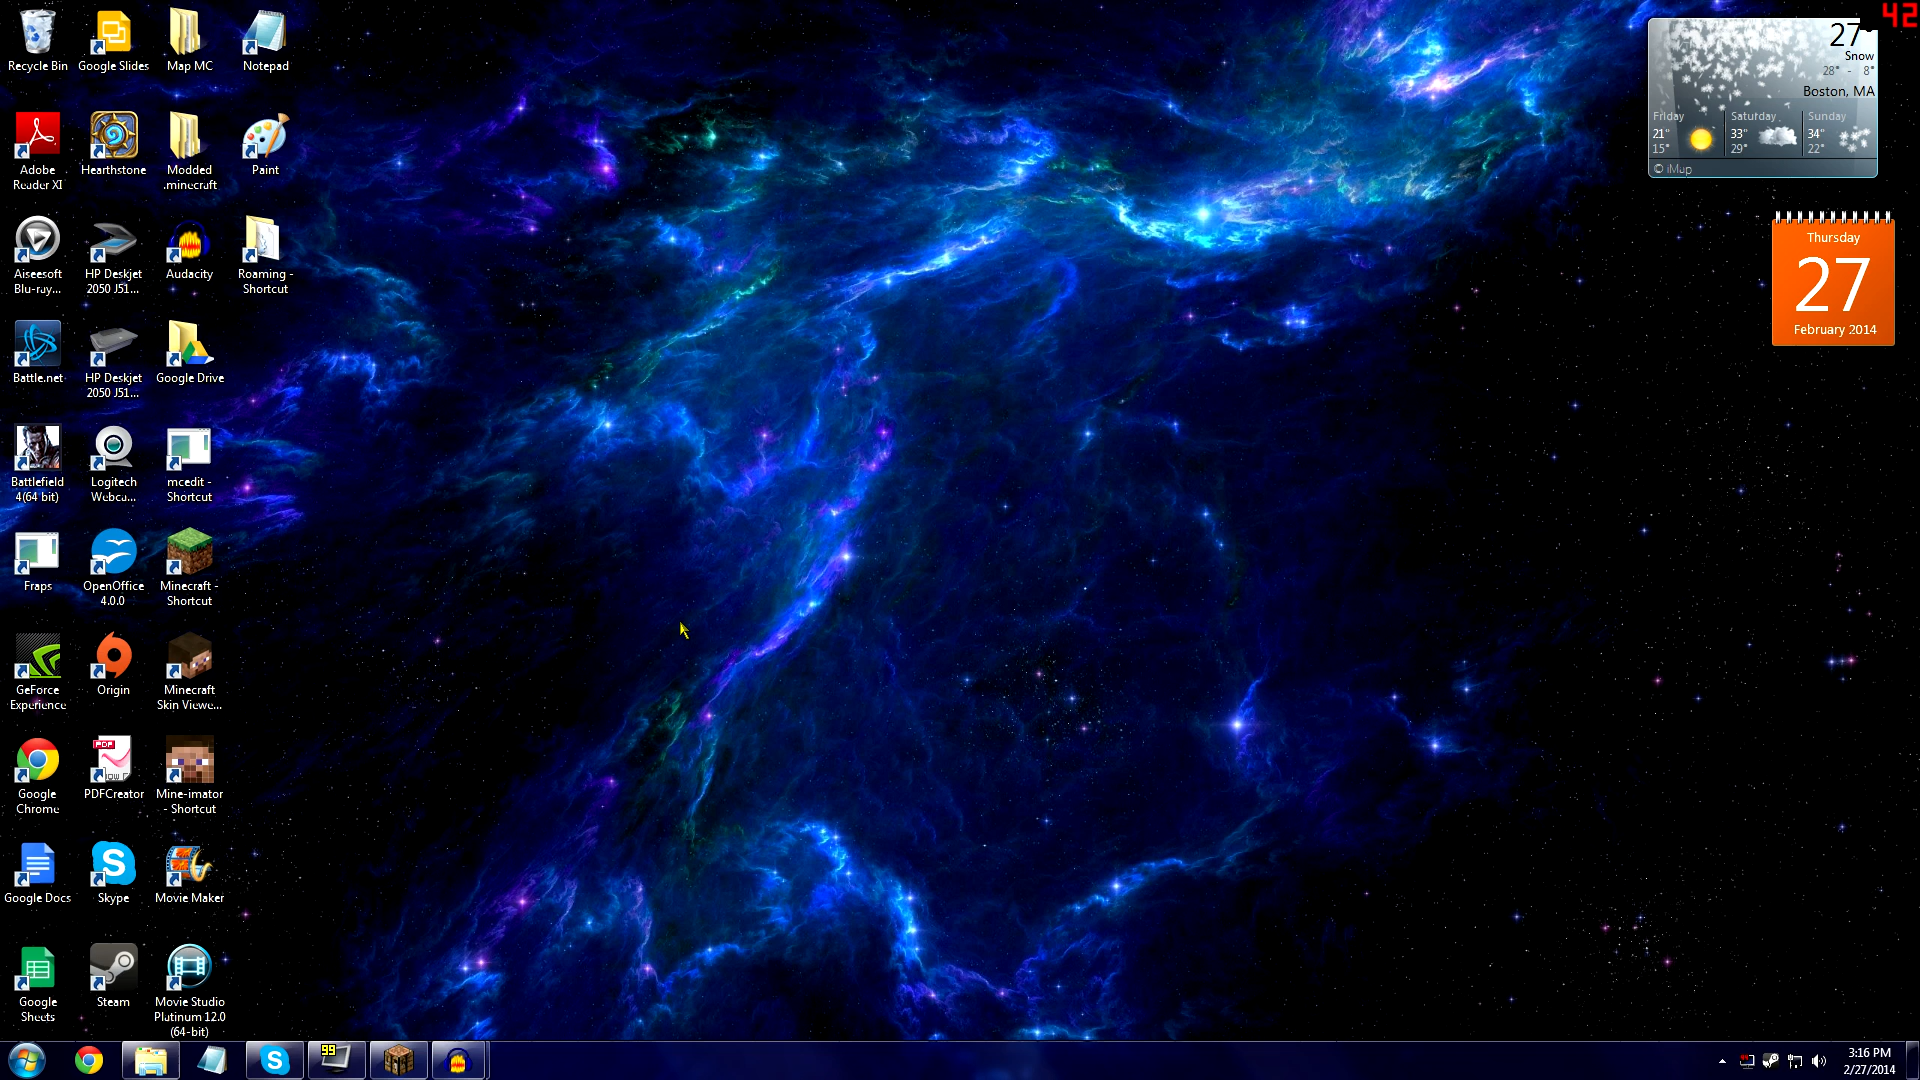 Recycle Bin
Google Slides
Map MC
Notepad
Adobe
Reader XI
Hearthstone
Modded
.minecraft
Paint
Aiseesoft
Blu-ray...
HP Deskjet
2050 J51...
Audacity
Roaming -
Shortcut
Battle.net
HP Deskjet
2050 J51...
Google Drive
Battlefield
4(64 bit)
Logitech
Webca...
mcedit -
Shortcut
Fraps
OpenOffice
4.0.0
Minecraft -
Shortcut
GeForce
Experience
Origin
Minecraft
Skin Viewe...
Google
Chrome
PDF
PDFCreator
Mine-imator
- Shortcut
Google Docs
Skype
Movie Maker
Google
Sheets
Steam
Movie Studio
Platinum 12.0
(64-bit)
42
27°
Snow
28° - 8°
Boston, MA
Friday
21°
15°
Saturday
33°
29°
Sunday
34°
22°
© iMap
Thursday
27
February 2014
99
3:16 PM
2/27/2014